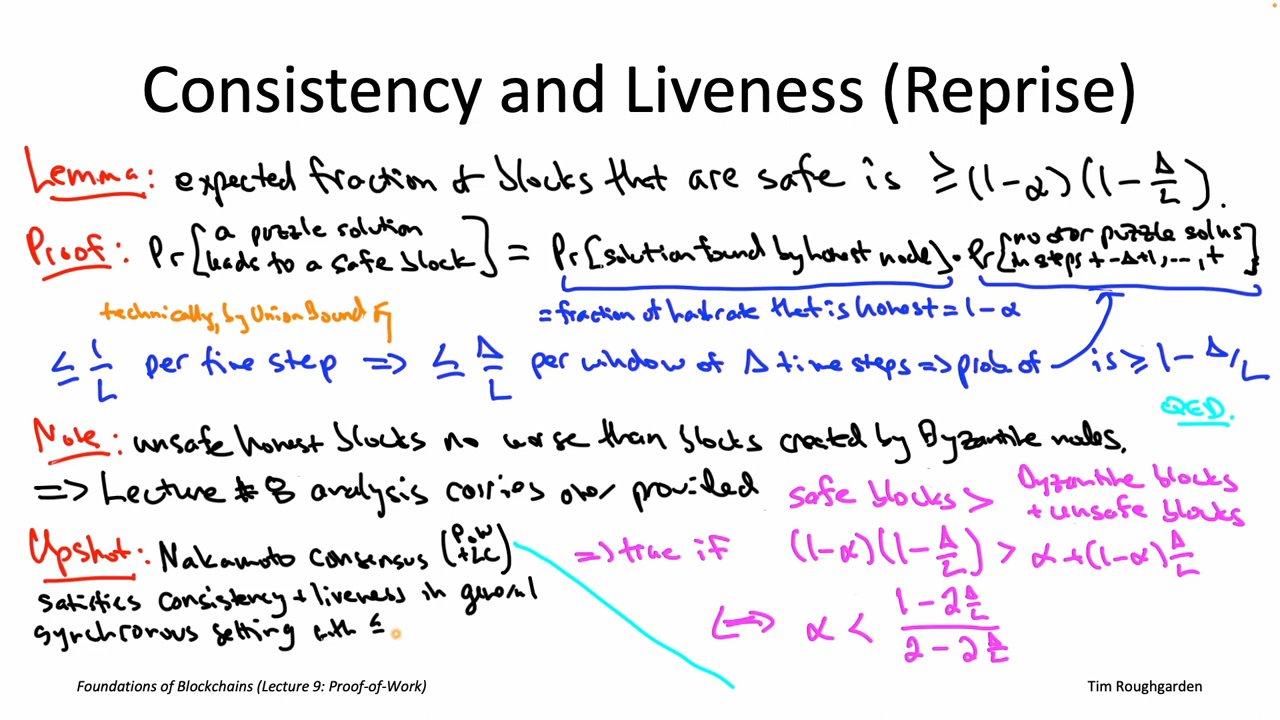 Consistency and Liveness (Reprise)
Lemma: expected fraction of blocks that are safe is ≥ (1-α)(1-Δ/L).
Proof: Pr[a puzzle solution leads to a safe block] = Pr[solution found by honest node] · Pr[no other puzzle solns in steps t-Δ+1, ..., t]
technically, by Union Bound
= fraction of hashrate that is honest = 1-α
≤ 1/L per time step => ≤ Δ/L per window of Δ time steps => prob of is ≥ 1 - Δ/L
QED.
Note: unsafe honest blocks no worse than blocks created by Byzantine nodes.
=> Lecture #8 analysis carries over provided safe blocks > Byzantine blocks + unsafe blocks
=> true if (1-α)(1-Δ/L) > α+(1-α)Δ/L
<=> α < (1-2Δ/L)/(2-2Δ/L)
Upshot: Nakamoto consensus (PoW + LC)
satisfies consistency + liveness in general
synchronous setting with ≤
Foundations of Blockchains (Lecture 9: Proof-of-Work)
Tim Roughgarden